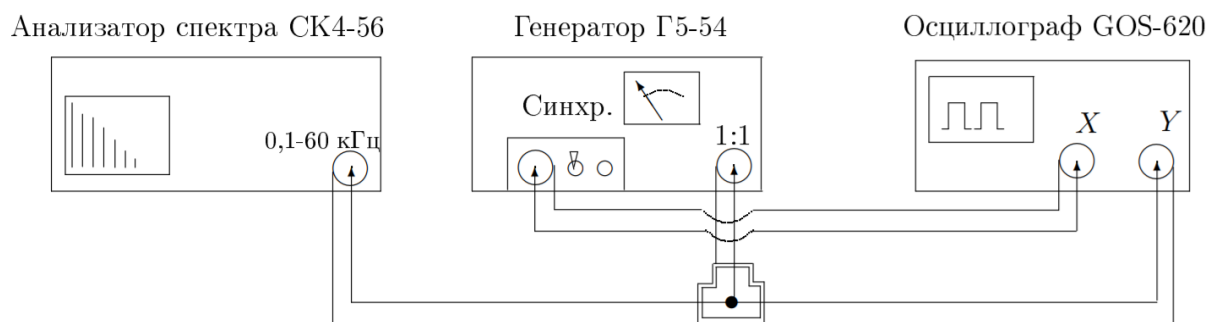 Анализатор спектра СК4-56
Генератор Г5-54
Осциллограф GOS-620
0,1-60 кГц
Синхр.
1:1
X
Y